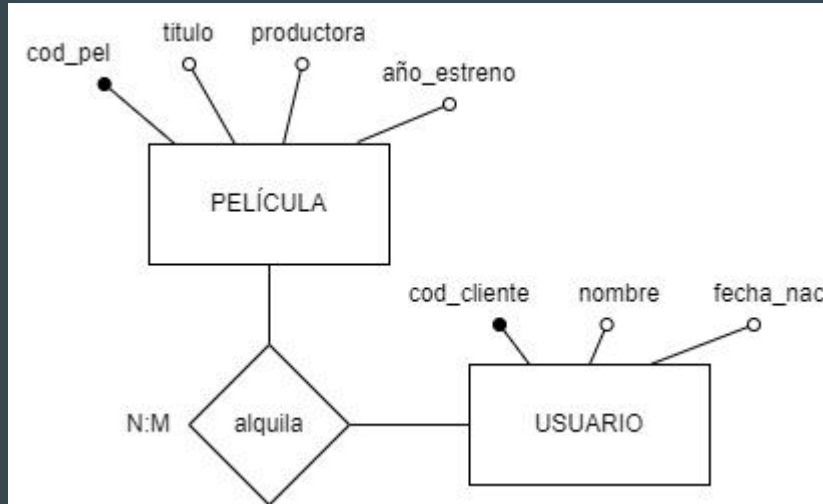 cod_pel
titulo
productora
año_estreno
PELÍCULA
cod_cliente
nombre
fecha_nac
N:M
alquila
USUARIO